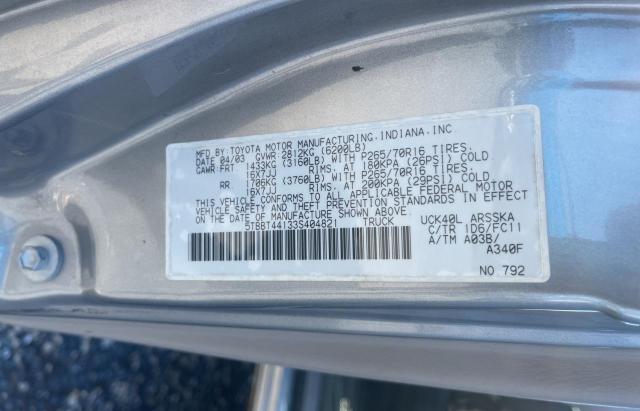 MFD BY: TOYOTA MOTOR MANUFACTURING, INDIANA, INC
DATE 04/03 GVWR: 2812KG (6200LB)
GAWR: FRT 1433KG (3160LB) WITH P265/70R16 TIRES,
16X7JJ RIMS, AT 180KPA (26PSI) COLD
RR 1706KG (3760LB) WITH P265/70R16 TIRES,
16X7JJ RIMS, AT 200KPA (29PSI) COLD
THIS VEHICLE CONFORMS TO ALL APPLICABLE FEDERAL MOTOR
VEHICLE SAFETY AND THEFT PREVENTION STANDARDS IN EFFECT
ON THE DATE OF MANUFACTURE SHOWN ABOVE.
5TBBT44133S404821 TRUCK
UCK40L ARSSKA
C/TR 1D6/FC11
A/TM A03B/
A340F
NO 792